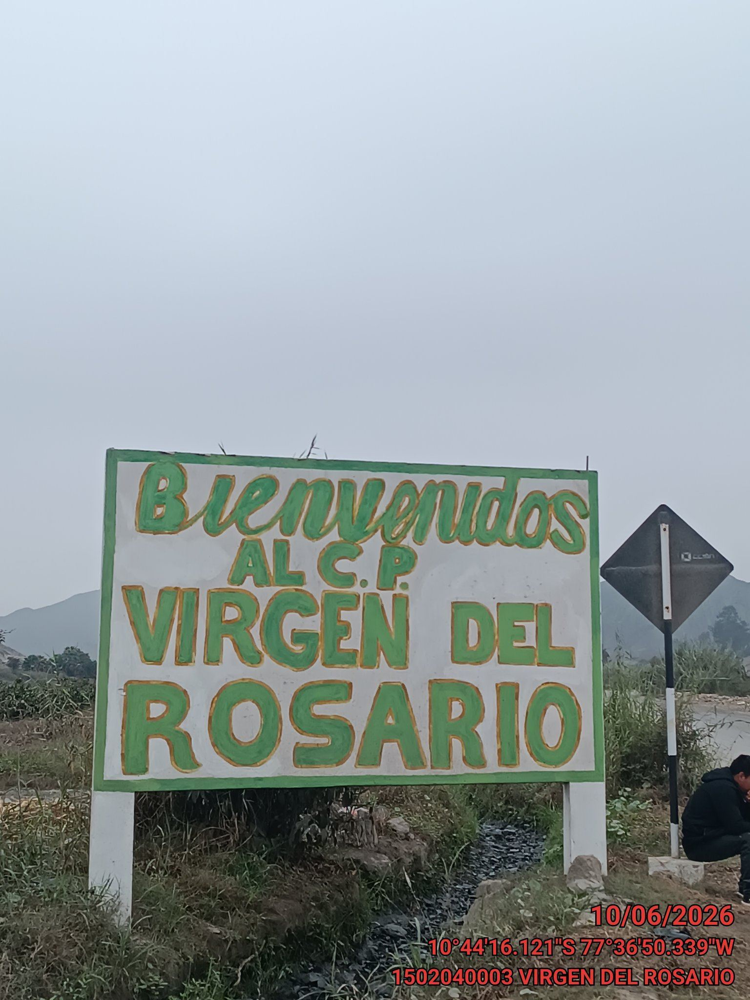 Bienvenidos
AL C.P.
VIRGEN DEL
ROSARIO
10/06/2026
10°44'16.121"S 77°36'50.339"W
1502040003 VIRGEN DEL ROSARIO